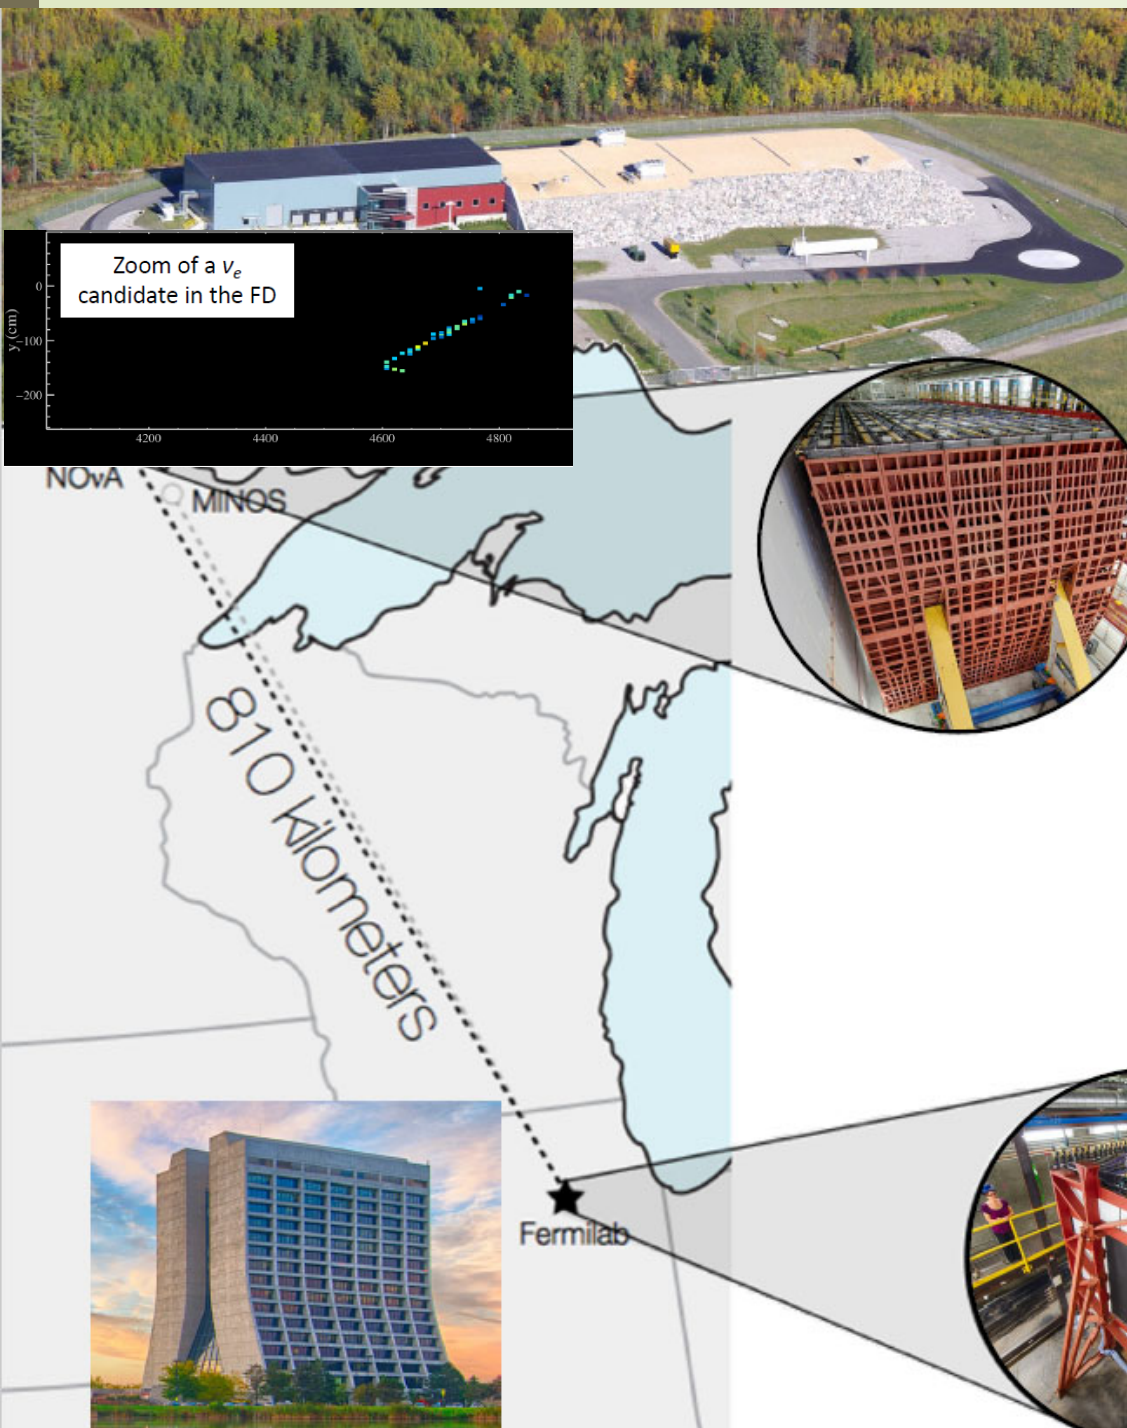 Zoom of a νe
candidate in the FD
y (cm)
0
−100
−200
4200
4400
4600
4800
NOνA
MINOS
810 kilometers
Fermilab